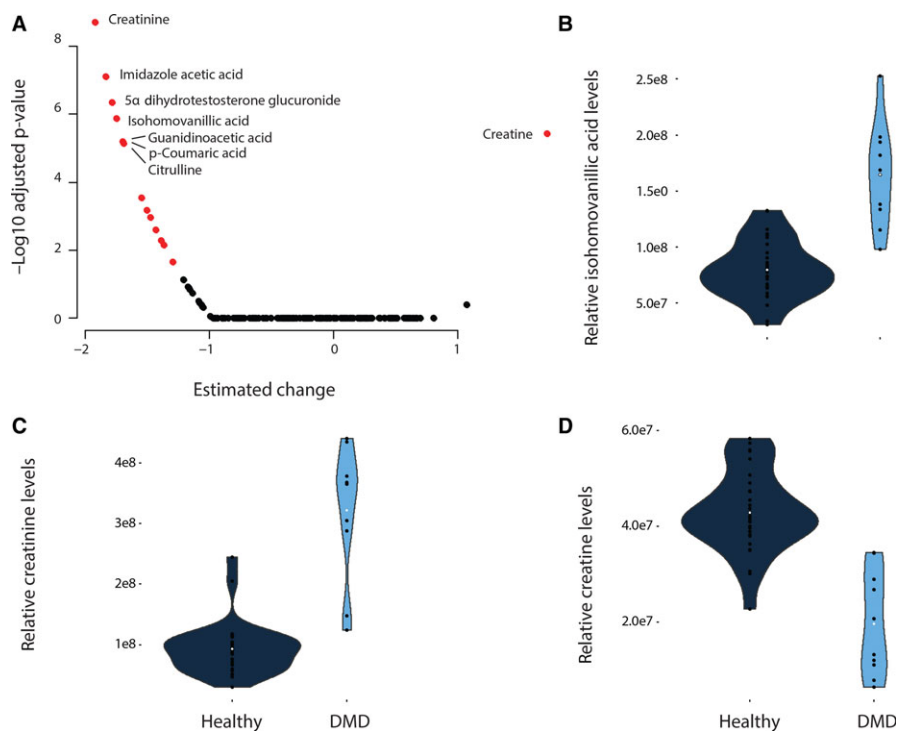 A
Creatinine
8
Imidazole acetic acid
5α dihydrotestosterone glucuronide
6
Isohomovanillic acid
Guanidinoacetic acid
p-Coumaric acid
Citrulline
Creatine
4
2
0
−Log10 adjusted p-value
−2
−1
0
1
Estimated change
B
2.5e8
2.0e8
1.5e0
1.0e8
5.0e7
Relative isohomovanillic acid levels
C
4e8
3e8
2e8
1e8
Relative creatinine levels
Healthy
DMD
D
6.0e7
4.0e7
2.0e7
Relative creatine levels
Healthy
DMD